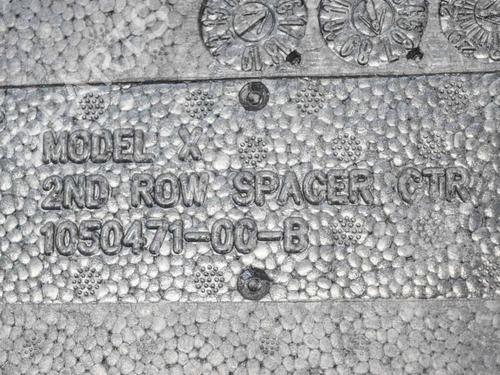 MODEL X
2ND ROW SPACER CTR
1050471-00-B